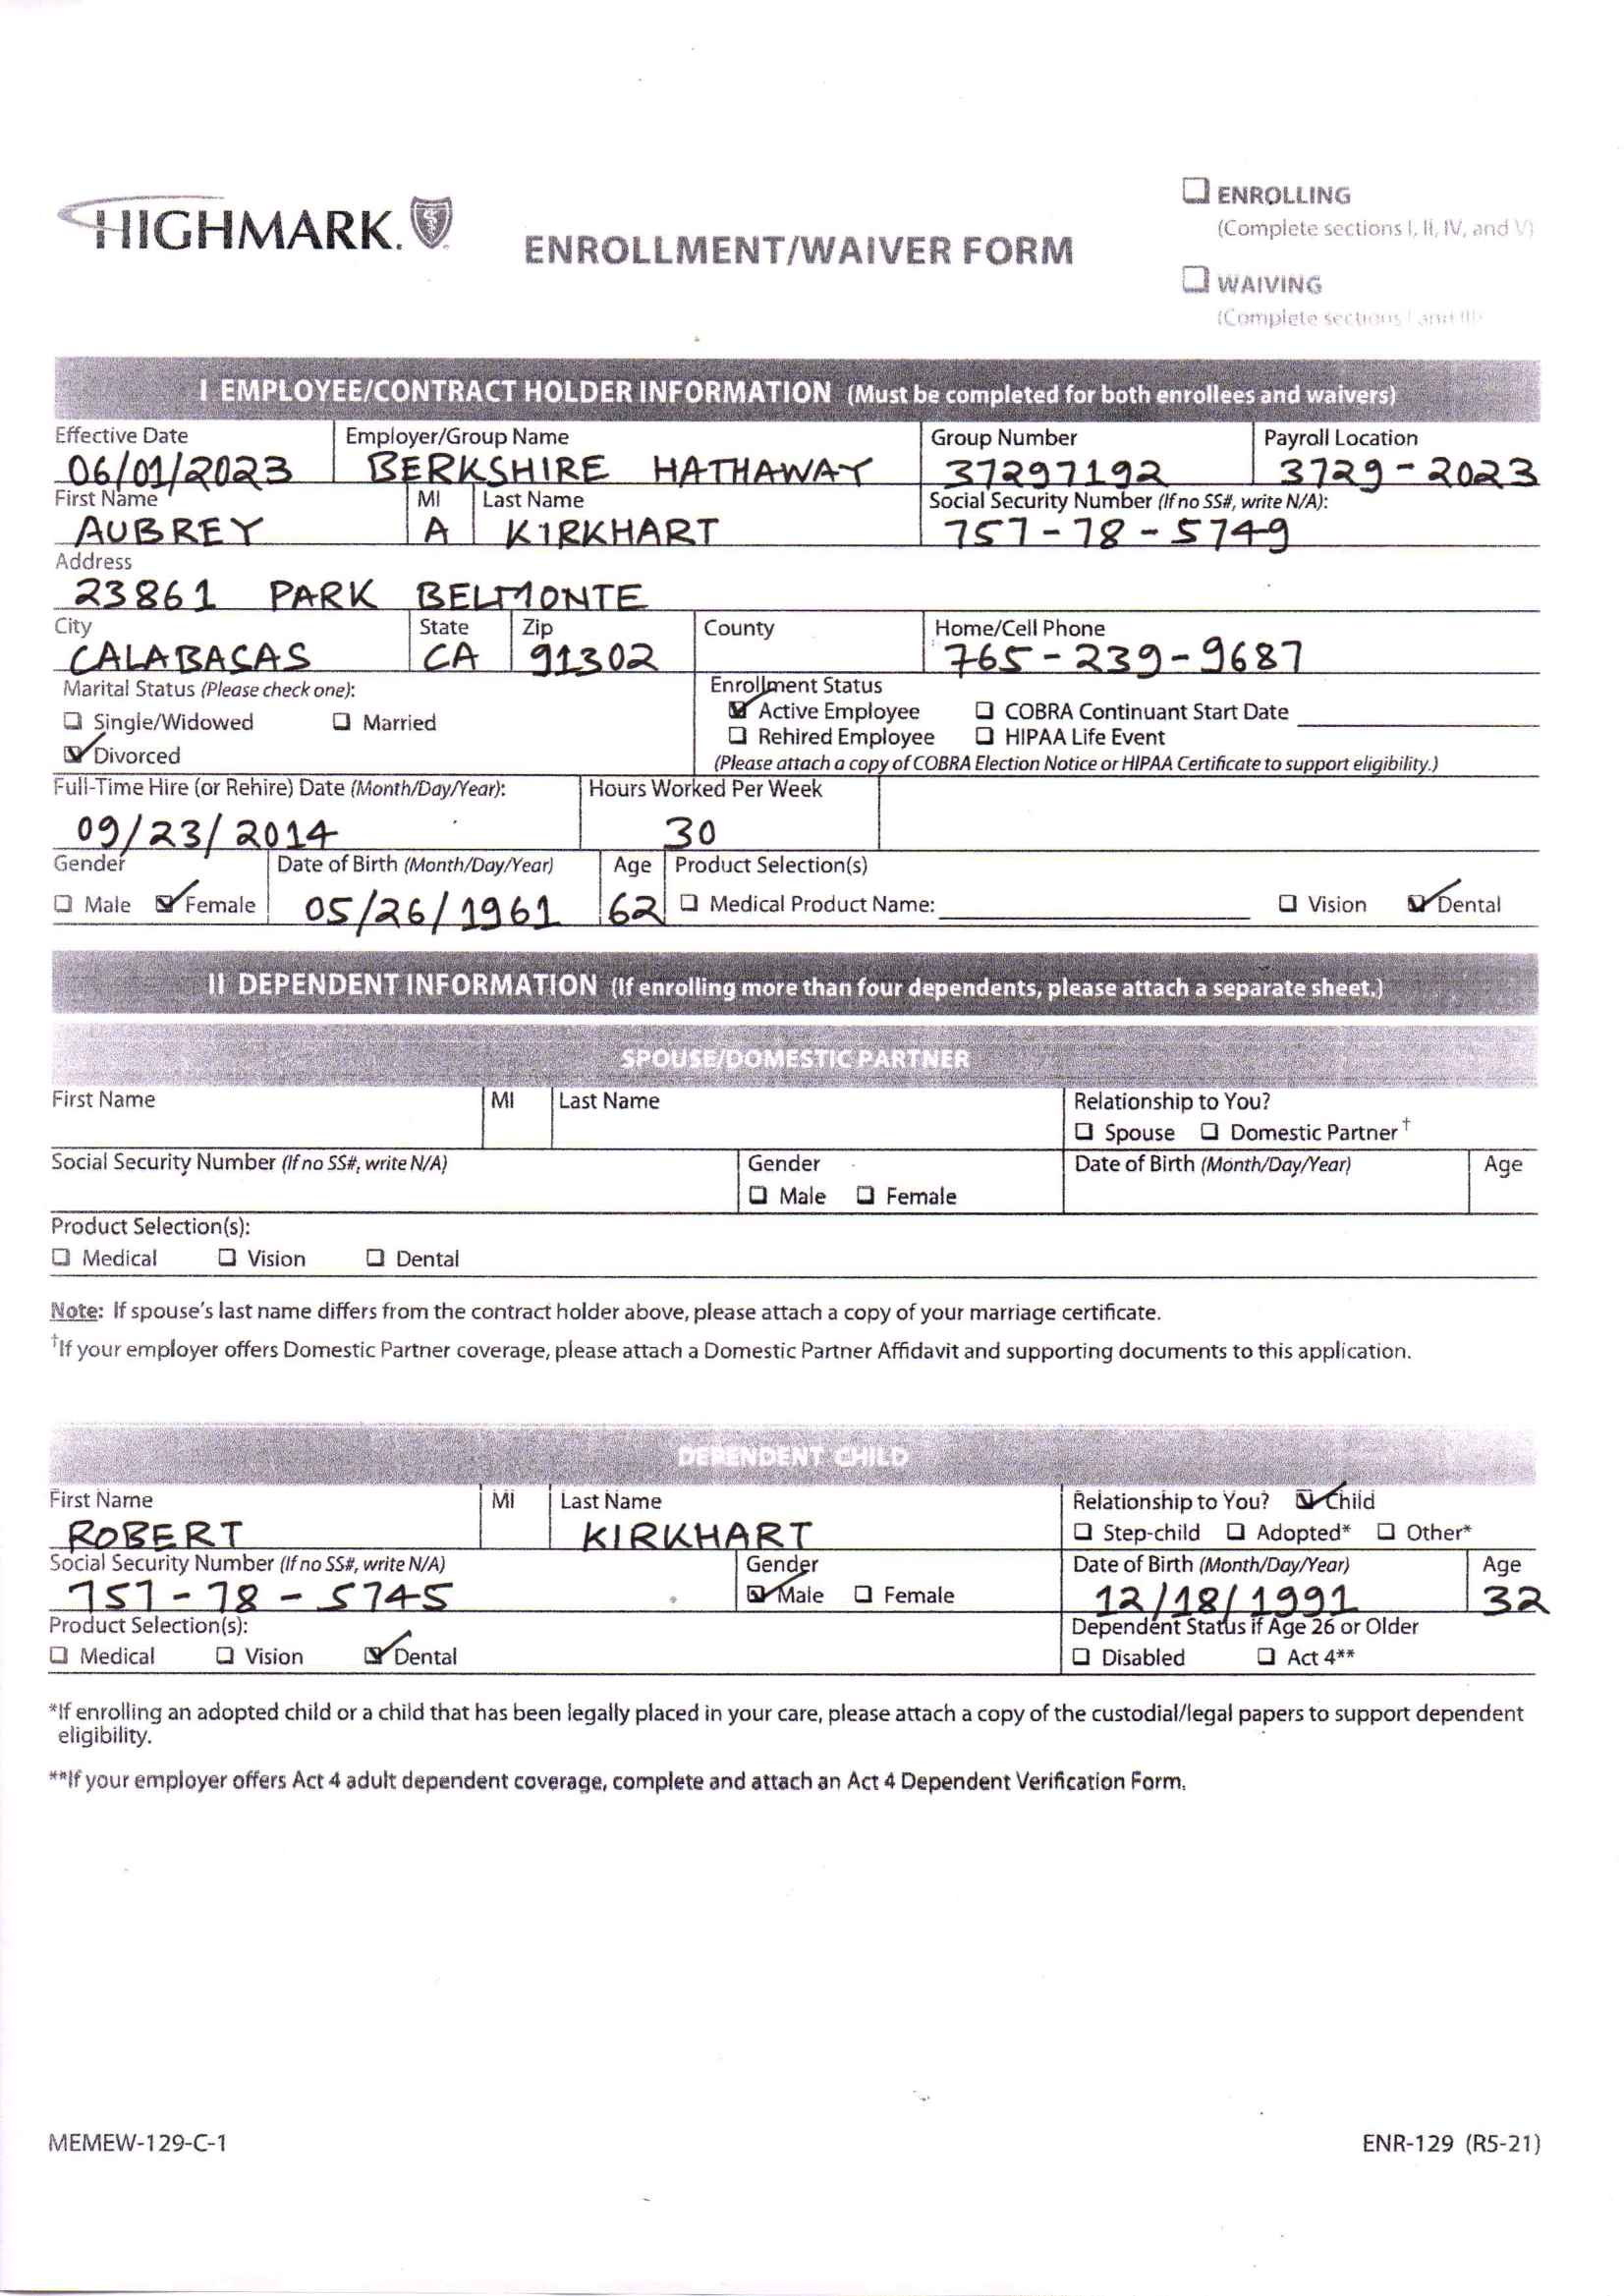 HIGHMARK.
ENROLLMENT/WAIVER FORM
❑ ENROLLING
(Complete sections I, II, IV, and V)
❑ WAIVING
(Complete sections I and III)
I EMPLOYEE/CONTRACT HOLDER INFORMATION (Must be completed for both enrollees and waivers)
Effective Date Employer/Group Name Group Number Payroll Location
06/01/2023 BERKSHIRE HATHAWAY 37297192 3729-2023
First Name MI Last Name Social Security Number (If no SS#, write N/A):
AUBREY A KIRKHART 757-78-5749
Address
23861 PARK BELMONTE
City State Zip County Home/Cell Phone
CALABASAS CA 91302 765-239-9687
Marital Status (Please check one): Enrollment Status
❑ Single/Widowed ❑ Married ☑ Active Employee ❑ COBRA Continuant Start Date
☑ Divorced ❑ Rehired Employee ❑ HIPAA Life Event
(Please attach a copy of COBRA Election Notice or HIPAA Certificate to support eligibility.)
Full-Time Hire (or Rehire) Date (Month/Day/Year): Hours Worked Per Week
09/23/2014 30
Gender Date of Birth (Month/Day/Year) Age Product Selection(s)
❑ Male ☑ Female 05/26/1961 62 ❑ Medical Product Name: ❑ Vision ☑ Dental
II DEPENDENT INFORMATION (If enrolling more than four dependents, please attach a separate sheet.)
SPOUSE/DOMESTIC PARTNER
First Name MI Last Name Relationship to You?
❑ Spouse ❑ Domestic Partner†
Social Security Number (If no SS#, write N/A) Gender Date of Birth (Month/Day/Year) Age
❑ Male ❑ Female
Product Selection(s):
❑ Medical ❑ Vision ❑ Dental
Note: If spouse's last name differs from the contract holder above, please attach a copy of your marriage certificate.
†If your employer offers Domestic Partner coverage, please attach a Domestic Partner Affidavit and supporting documents to this application.
DEPENDENT CHILD
First Name MI Last Name Relationship to You? ☑ Child
ROBERT KIRKHART ❑ Step-child ❑ Adopted* ❑ Other*
Social Security Number (If no SS#, write N/A) Gender Date of Birth (Month/Day/Year) Age
757-78-5745 ☑ Male ❑ Female 12/18/1991 32
Product Selection(s): Dependent Status if Age 26 or Older
❑ Medical ❑ Vision ☑ Dental ❑ Disabled ❑ Act 4**
*If enrolling an adopted child or a child that has been legally placed in your care, please attach a copy of the custodial/legal papers to support dependent
eligibility.
**If your employer offers Act 4 adult dependent coverage, complete and attach an Act 4 Dependent Verification Form.
MEMEW-129-C-1 ENR-129 (R5-21)